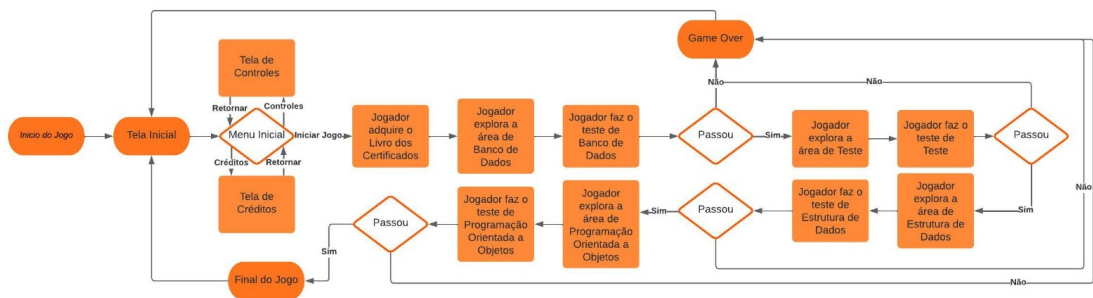 Game Over
Tela de
Controles
Não
Não
Retornar
Controles
Inicio do Jogo
Tela Inicial
Menu Inicial
Iniciar Jogo
Jogador
adquire o
Livro dos
Certificados
Jogador
explora a
área de
Banco de
Dados
Jogador faz o
teste de
Banco de
Dados
Passou
Sim
Jogador
explora a
área de Teste
Jogador faz o
teste de
Teste
Passou
Créditos
Retornar
Tela de
Créditos
Não
Sim
Passou
Jogador faz o
teste de
Programação
Orientada a
Objetos
Jogador
explora a
área de
Programação
Orientada a
Objetos
Sim
Passou
Jogador faz o
teste de
Estrutura de
Dados
Jogador
explora a
área de
Estrutura de
Dados
Sim
Final do Jogo
Não